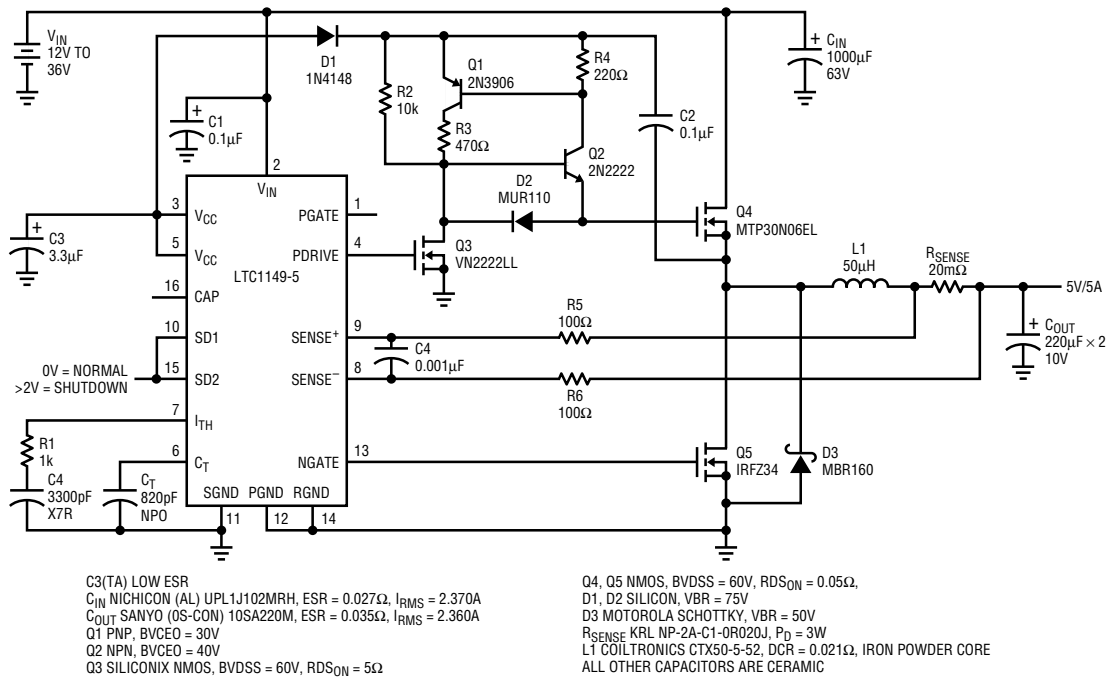 V_IN
12V TO
36V
D1
1N4148
C1
0.1µF
+
R2
10k
Q1
2N3906
R3
470Ω
R4
220Ω
Q2
2N2222
C2
0.1µF
C_IN
1000µF
63V
+
D2
MUR110
Q3
VN2222LL
Q4
MTP30N06EL
L1
50µH
R_SENSE
20mΩ
5V/5A
C_OUT
220µF × 2
10V
+
C3
3.3µF
+
2
V_IN
3
V_CC
5
V_CC
16
CAP
10
SD1
15
SD2
7
I_TH
6
C_T
LTC1149-5
PGATE
1
PDRIVE
4
SENSE+
9
SENSE−
8
NGATE
13
SGND
PGND
RGND
11
12
14
0V = NORMAL
>2V = SHUTDOWN
R1
1k
C4
3300pF
X7R
C_T
820pF
NPO
C4
0.001µF
R5
100Ω
R6
100Ω
Q5
IRFZ34
D3
MBR160
C3(TA) LOW ESR
C_IN NICHICON (AL) UPL1J102MRH, ESR = 0.027Ω, I_RMS = 2.370A
C_OUT SANYO (0S-CON) 10SA220M, ESR = 0.035Ω, I_RMS = 2.360A
Q1 PNP, BVCEO = 30V
Q2 NPN, BVCEO = 40V
Q3 SILICONIX NMOS, BVDSS = 60V, RDS_ON = 5Ω
Q4, Q5 NMOS, BVDSS = 60V, RDS_ON = 0.05Ω,
D1, D2 SILICON, VBR = 75V
D3 MOTOROLA SCHOTTKY, VBR = 50V
R_SENSE KRL NP-2A-C1-0R020J, P_D = 3W
L1 COILTRONICS CTX50-5-52, DCR = 0.021Ω, IRON POWDER CORE
ALL OTHER CAPACITORS ARE CERAMIC